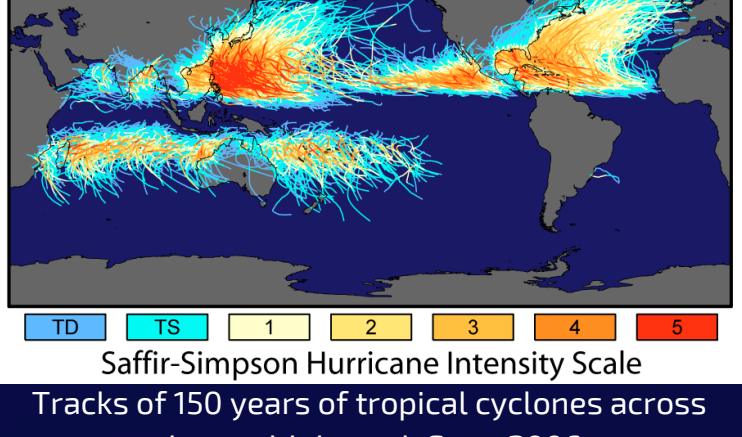 TD TS 1 2 3 4 5
Saffir-Simpson Hurricane Intensity Scale
Tracks of 150 years of tropical cyclones across